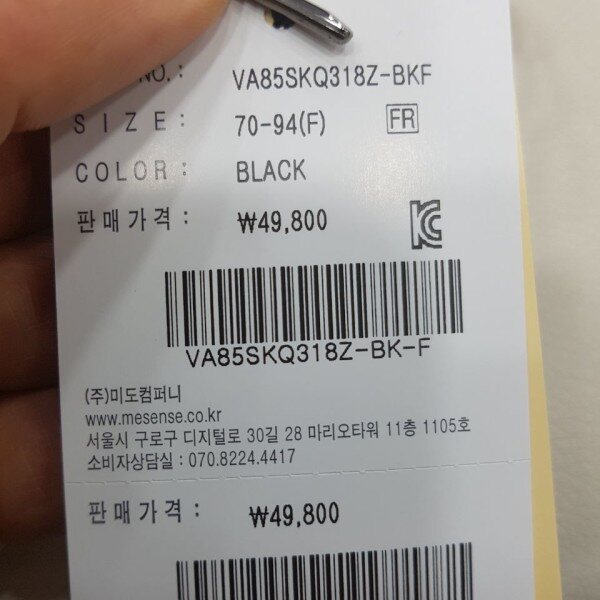 NO. : VA85SKQ318Z-BKF
SIZE : 70-94(F) FR
COLOR : BLACK
판매가격 : ₩49,800
KC
VA85SKQ318Z-BK-F
(주)미도컴퍼니
www.mesense.co.kr
서울시 구로구 디지털로 30길 28 마리오타워 11층 1105호
소비자상담실 : 070.8224.4417
판매가격 : ₩49,800